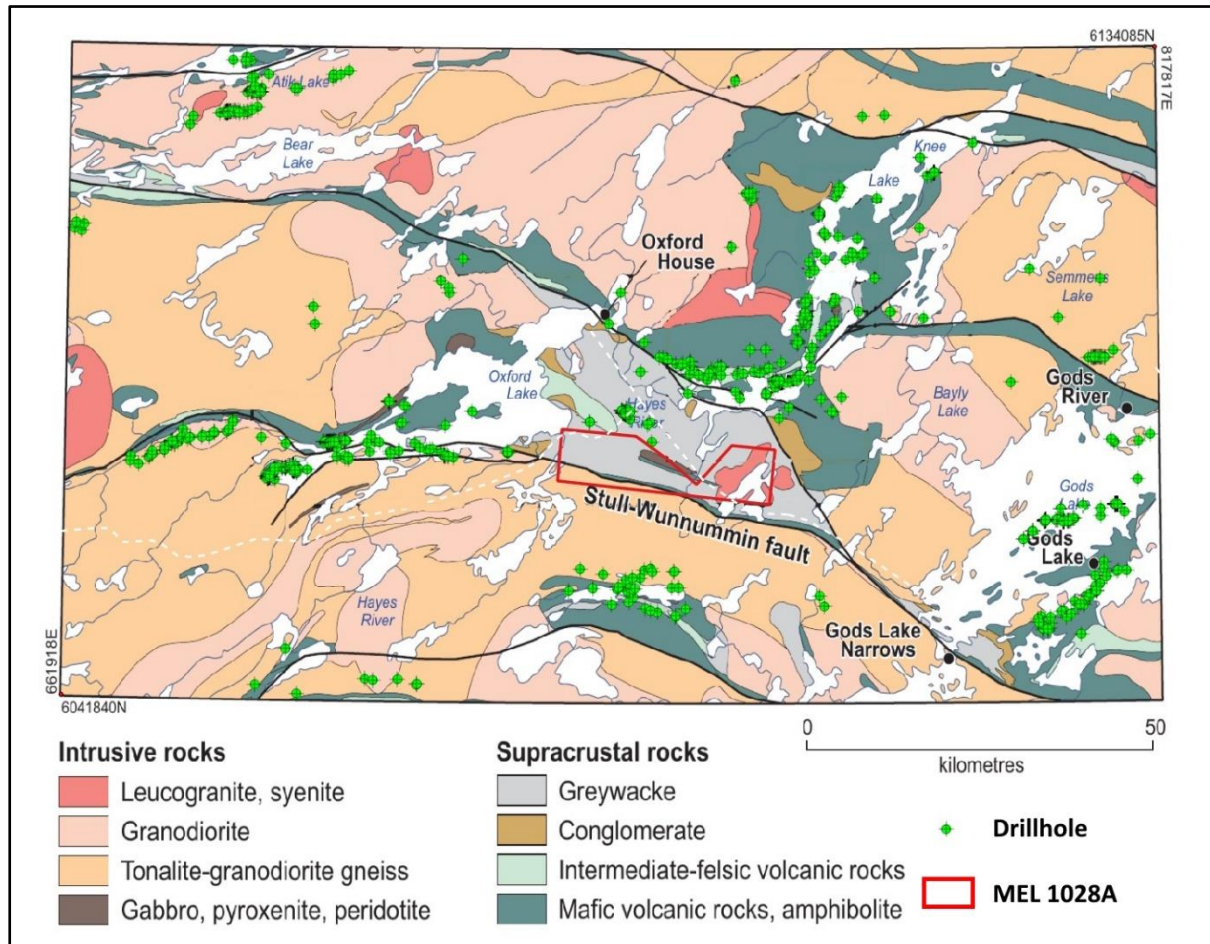 6134085N
817817E
Atik Lake
Bear
Lake
Knee
Lake
Oxford
House
Semmens
Lake
Oxford
Lake
Hayes
River
Bayly
Lake
Gods
River
Stull-Wunnummin fault
Gods
Lake
Gods
Lake
Hayes
River
Gods Lake
Narrows
661918E
6041840N
0
50
kilometres
Intrusive rocks
Leucogranite, syenite
Granodiorite
Tonalite-granodiorite gneiss
Gabbro, pyroxenite, peridotite
Supracrustal rocks
Greywacke
Conglomerate
Intermediate-felsic volcanic rocks
Mafic volcanic rocks, amphibolite
Drillhole
MEL 1028A